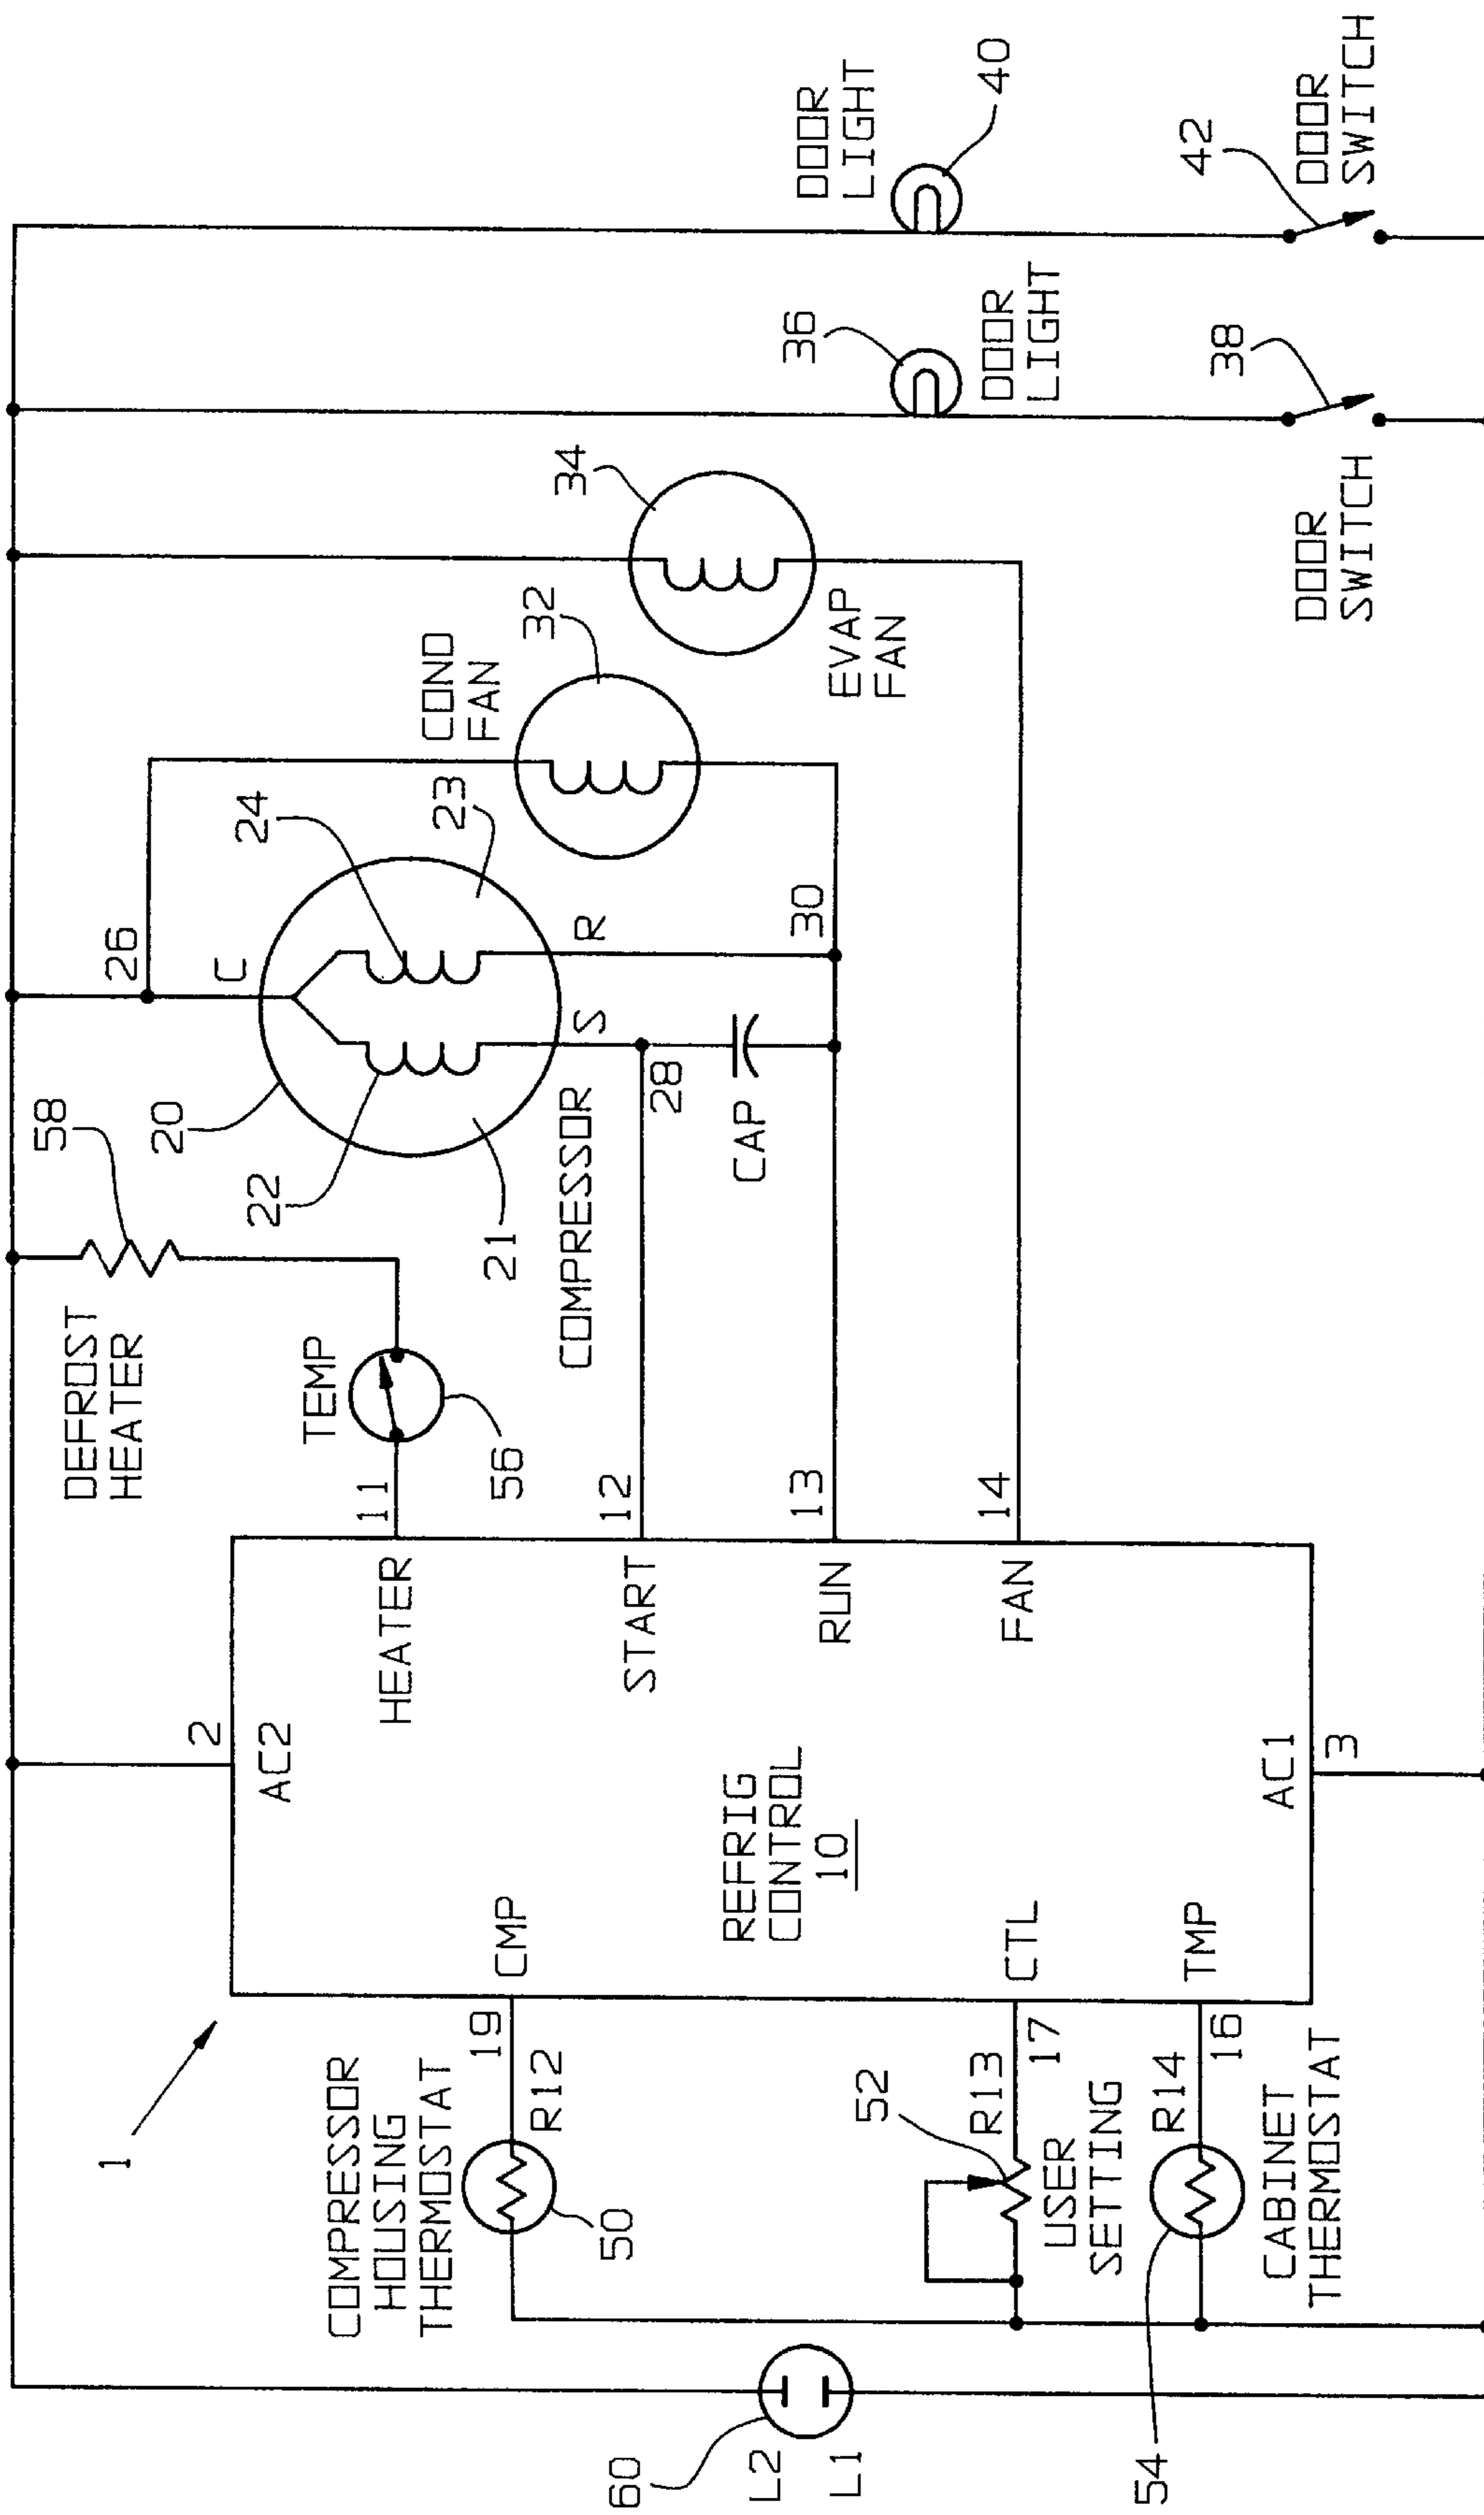 1
COMPRESSOR
HOUSING
THERMOSTAT
19
R12
50
CMP
52
R13
17
USER
SETTING
CTL
R14
16
54
CABINET
THERMOSTAT
TMP
60
L2
L1
2
AC2
REFRIG
CONTROL
10
AC1
3
HEATER
11
START
12
RUN
13
FAN
14
DEFROST
HEATER
58
TEMP
56
20
22
21
COMPRESSOR
26
C
24
23
S
R
28
30
CAP
COND
FAN
32
34
EVAP
FAN
36
DOOR
LIGHT
38
DOOR
SWITCH
DOOR
LIGHT
40
42
DOOR
SWITCH